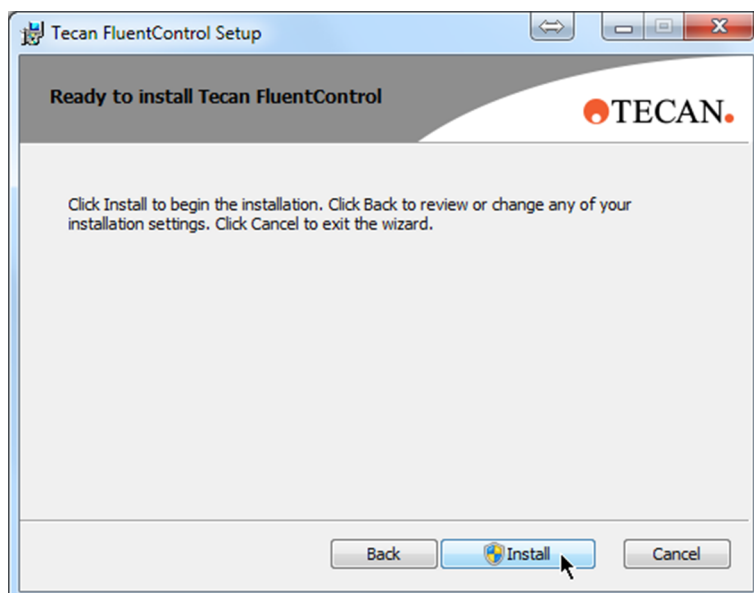 Tecan FluentControl Setup
Ready to install Tecan FluentControl
TECAN.
Click Install to begin the installation. Click Back to review or change any of your
installation settings. Click Cancel to exit the wizard.
Back Install Cancel